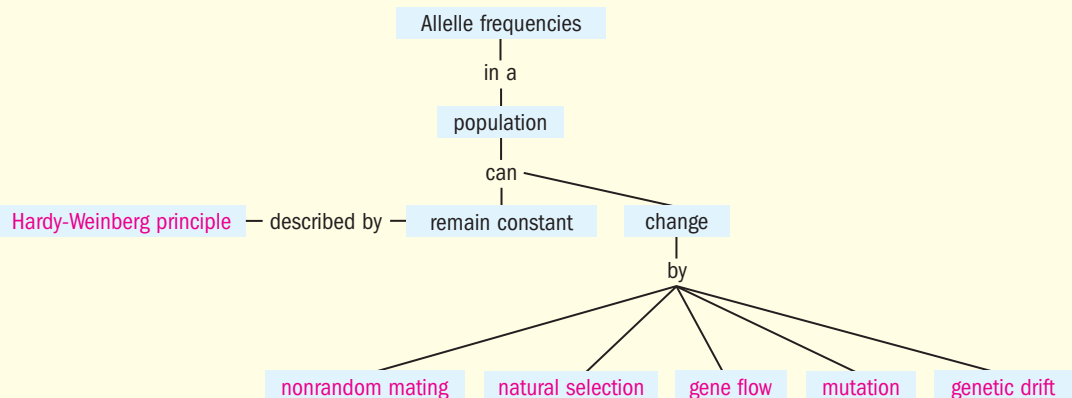 Allelle frequencies
in a
population
can
Hardy-Weinberg principle
described by
remain constant
change
by
nonrandom mating
natural selection
gene flow
mutation
genetic drift